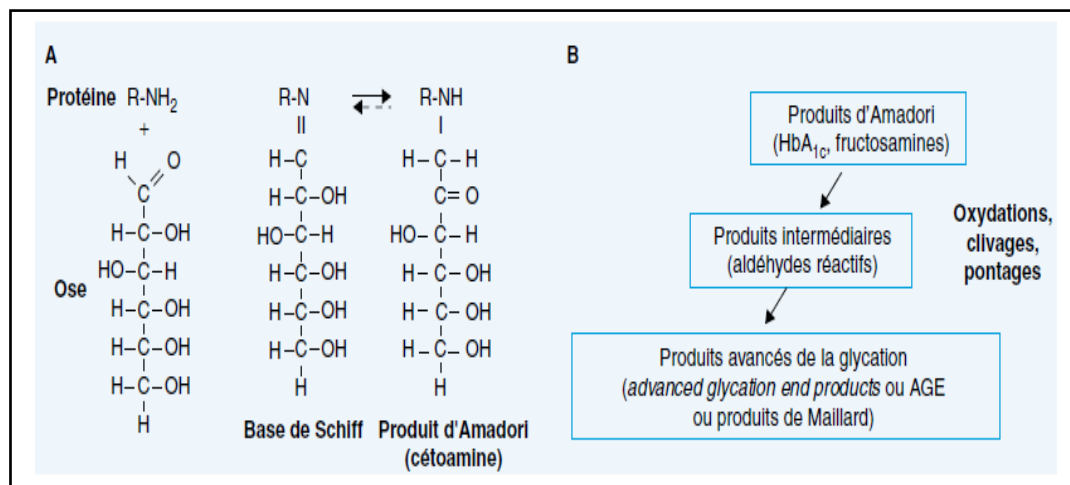 A
Protéine R-NH2
+
H O
C
H–C–OH
HO–C–H
Ose
H–C–OH
H–C–OH
H–C–OH
H
R-N
II
H–C
H–C–OH
HO–C–H
H–C–OH
H–C–OH
H–C–OH
H
Base de Schiff
R-NH
I
H–C–H
C=O
HO–C–H
H–C–OH
H–C–OH
H–C–OH
H
Produit d'Amadori
(cétoamine)
B
Produits d'Amadori
(HbA1c, fructosamines)
Oxydations,
clivages,
pontages
Produits intermédiaires
(aldéhydes réactifs)
Produits avancés de la glycation
(advanced glycation end products ou AGE
ou produits de Maillard)